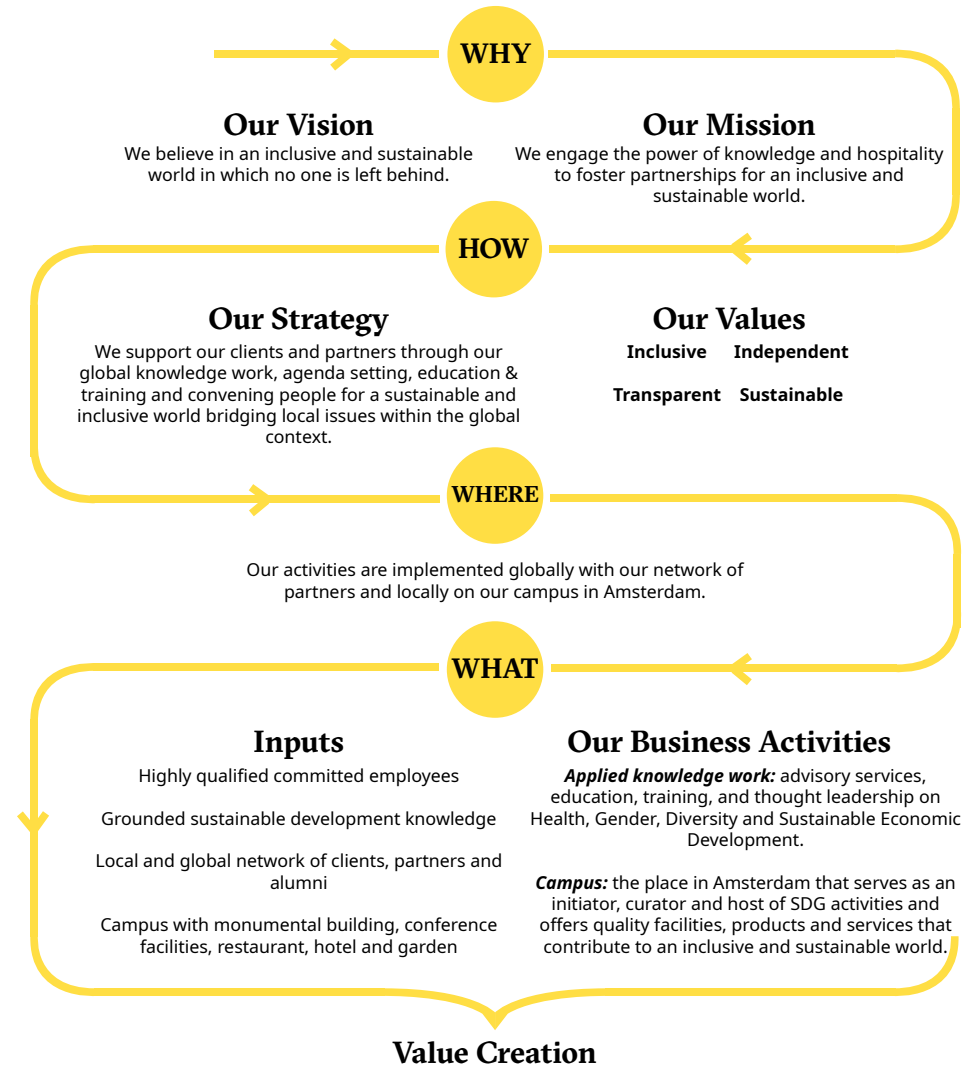 WHY
Our Vision
We believe in an inclusive and sustainable
world in which no one is left behind.
Our Mission
We engage the power of knowledge and hospitality
to foster partnerships for an inclusive and
sustainable world.
HOW
Our Strategy
We support our clients and partners through our
global knowledge work, agenda setting, education &
training and convening people for a sustainable and
inclusive world bridging local issues within the global
context.
Our Values
Inclusive Independent
Transparent Sustainable
WHERE
Our activities are implemented globally with our network of
partners and locally on our campus in Amsterdam.
WHAT
Inputs
Highly qualified committed employees
Grounded sustainable development knowledge
Local and global network of clients, partners and
alumni
Campus with monumental building, conference
facilities, restaurant, hotel and garden
Our Business Activities
Applied knowledge work: advisory services,
education, training, and thought leadership on
Health, Gender, Diversity and Sustainable Economic
Development.
Campus: the place in Amsterdam that serves as an
initiator, curator and host of SDG activities and
offers quality facilities, products and services that
contribute to an inclusive and sustainable world.
Value Creation